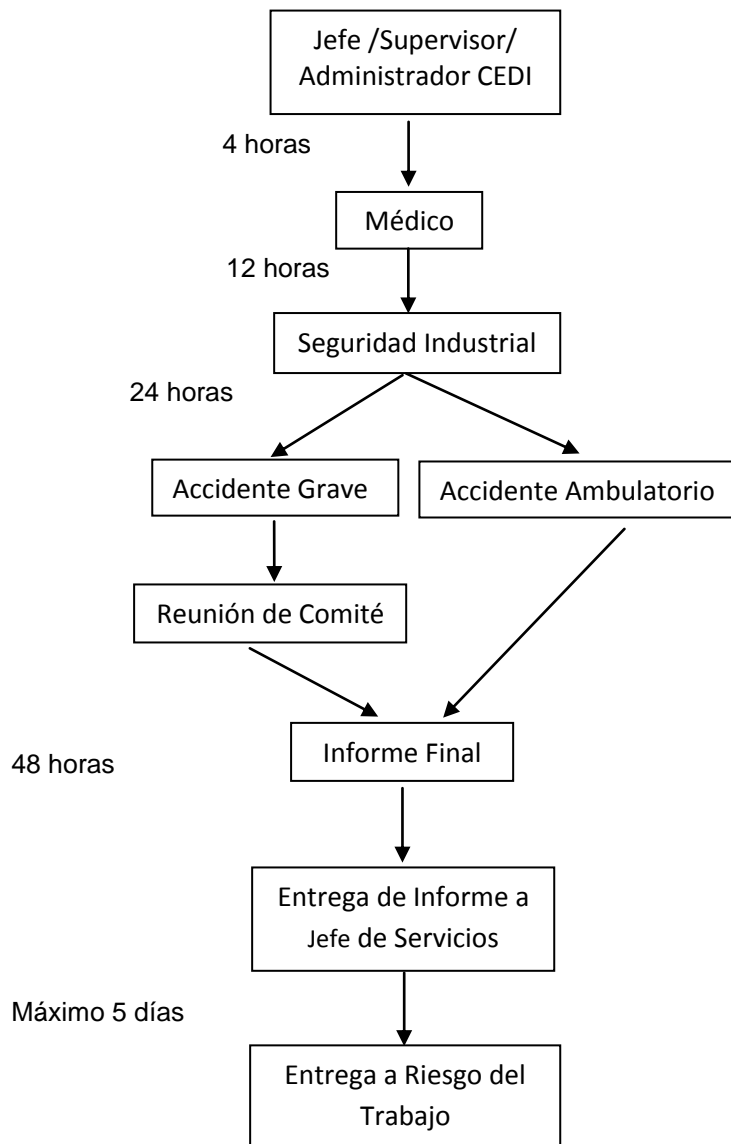 Jefe /Supervisor/
Administrador CEDI
4 horas
Médico
12 horas
Seguridad Industrial
24 horas
Accidente Grave
Accidente Ambulatorio
Reunión de Comité
Informe Final
48 horas
Entrega de Informe a
Jefe de Servicios
Máximo 5 días
Entrega a Riesgo del
Trabajo